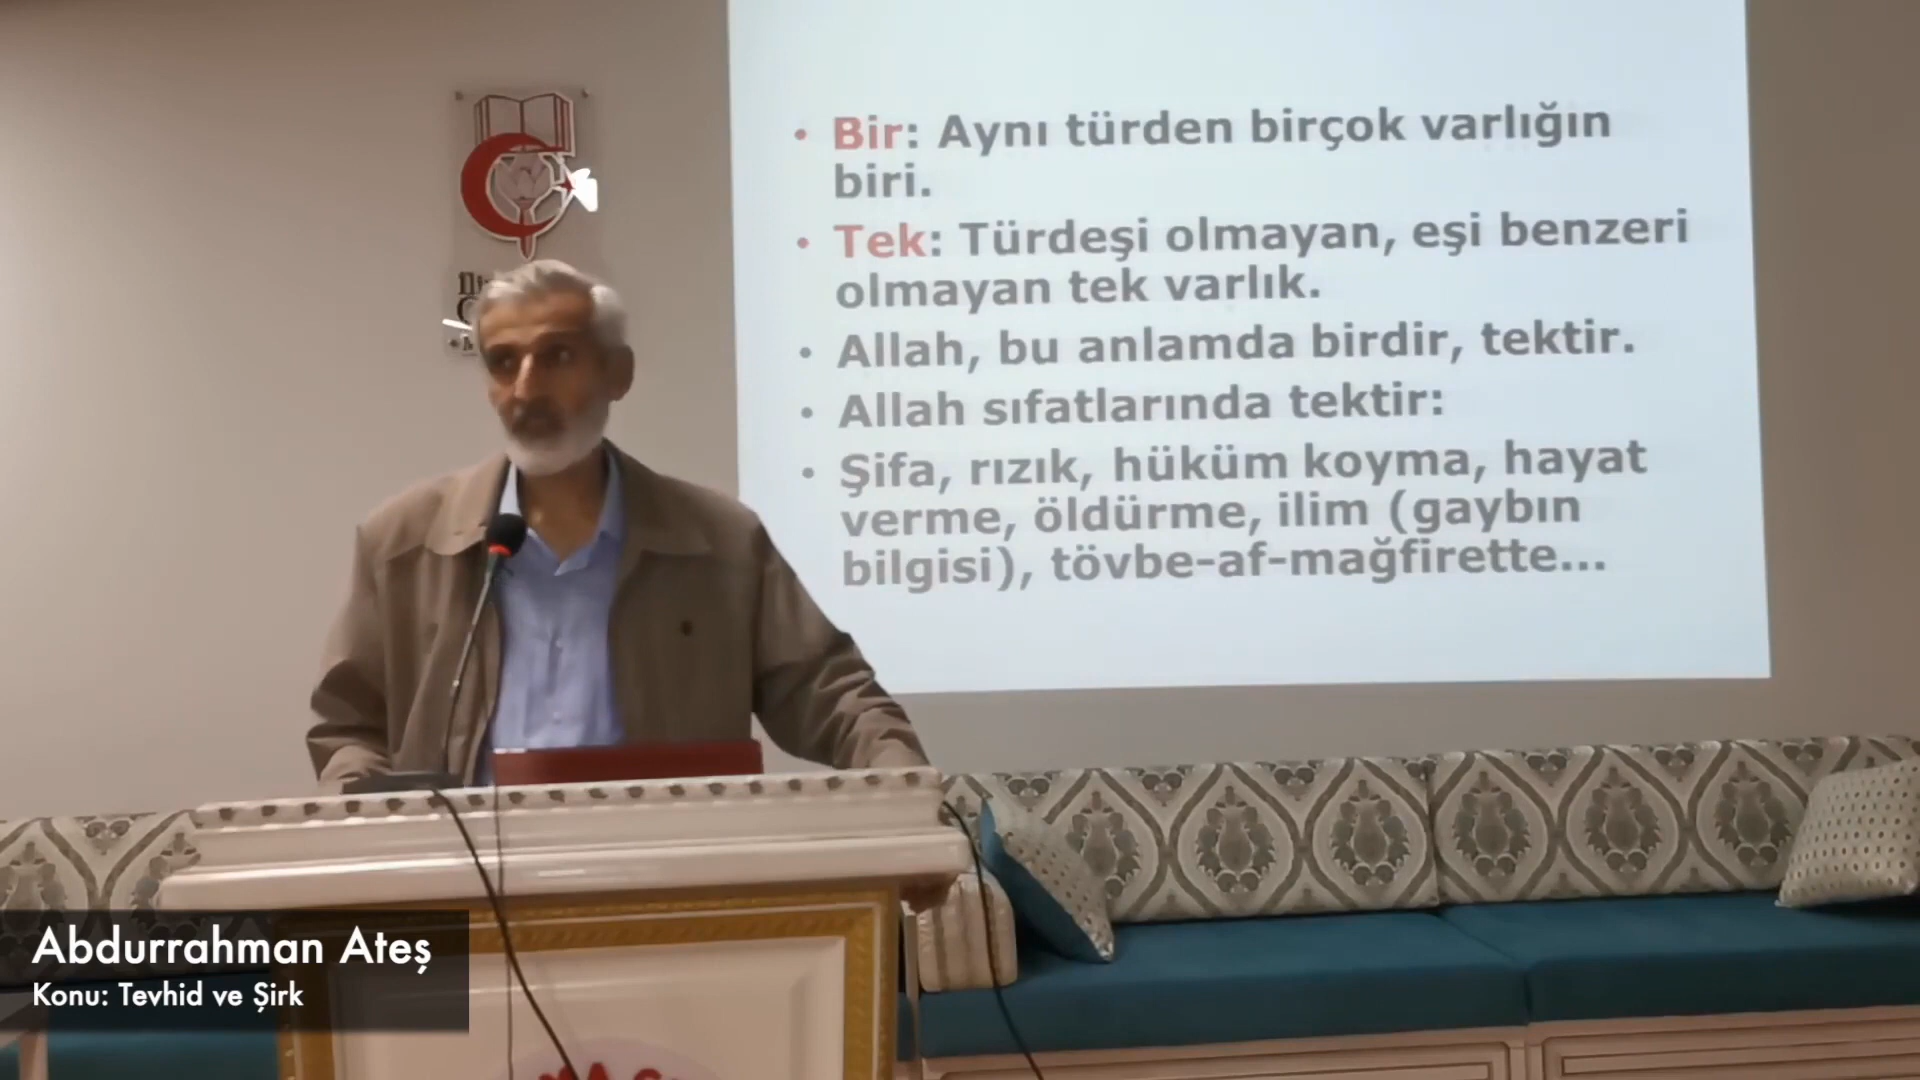 • Bir: Aynı türden birçok varlığın
biri.
• Tek: Türdeşi olmayan, eşi benzeri
olmayan tek varlık.
• Allah, bu anlamda birdir, tektir.
• Allah sıfatlarında tektir:
• Şifa, rızık, hüküm koyma, hayat
verme, öldürme, ilim (gaybın
bilgisi), tövbe-af-mağfirette...
Abdurrahman Ateş
Konu: Tevhid ve Şirk